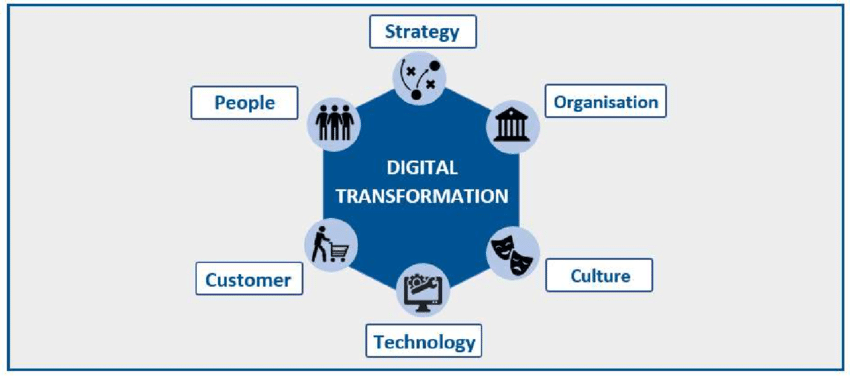 Strategy
People
Organisation
DIGITAL
TRANSFORMATION
Customer
Culture
Technology